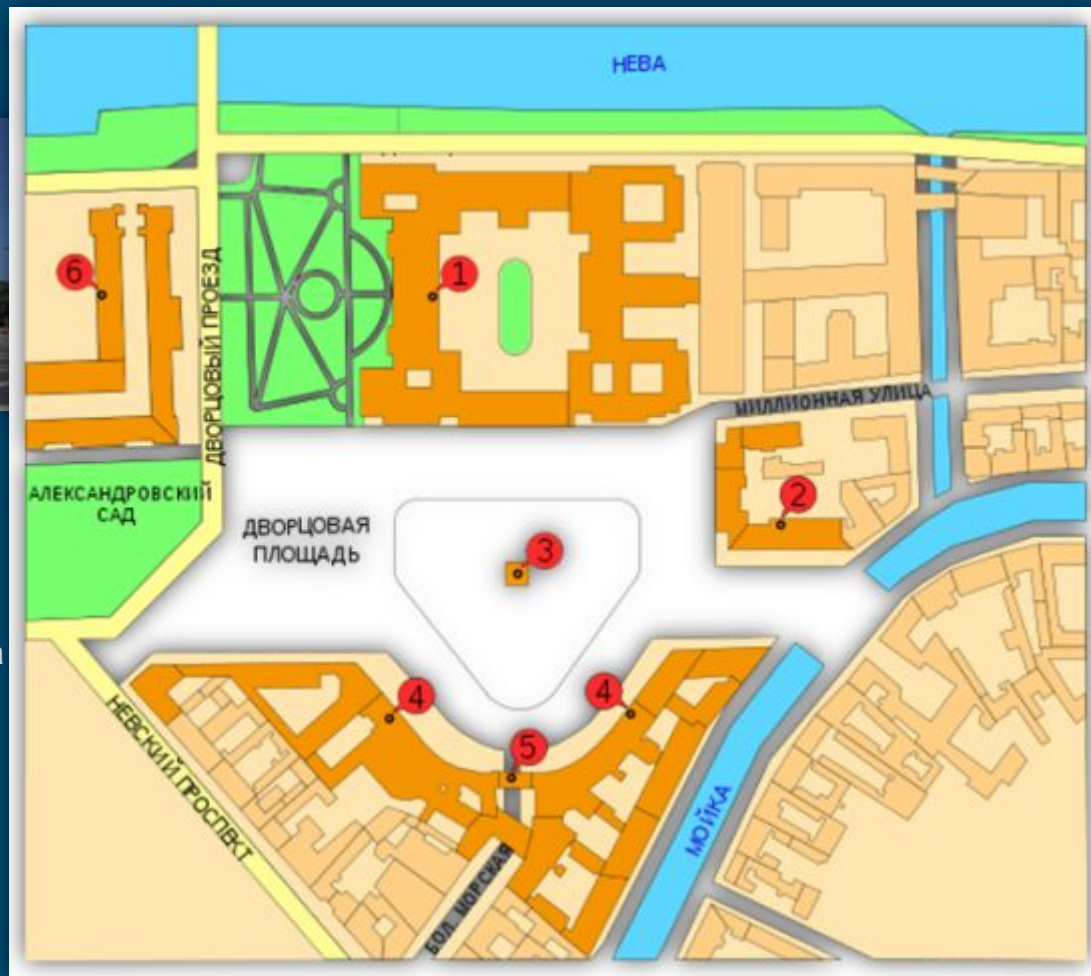 НЕВА
6
1
ДВОРЦОВЫЙ ПРОЕЗД
МИЛЛИОННАЯ УЛИЦА
АЛЕКСАНДРОВСКИЙ
САД
2
ДВОРЦОВАЯ
ПЛОЩАДЬ
3
а
4
4
5
НЕВСКИЙ ПРОСПЕКТ
МОЙКА
БОЛ. МОРСКАЯ